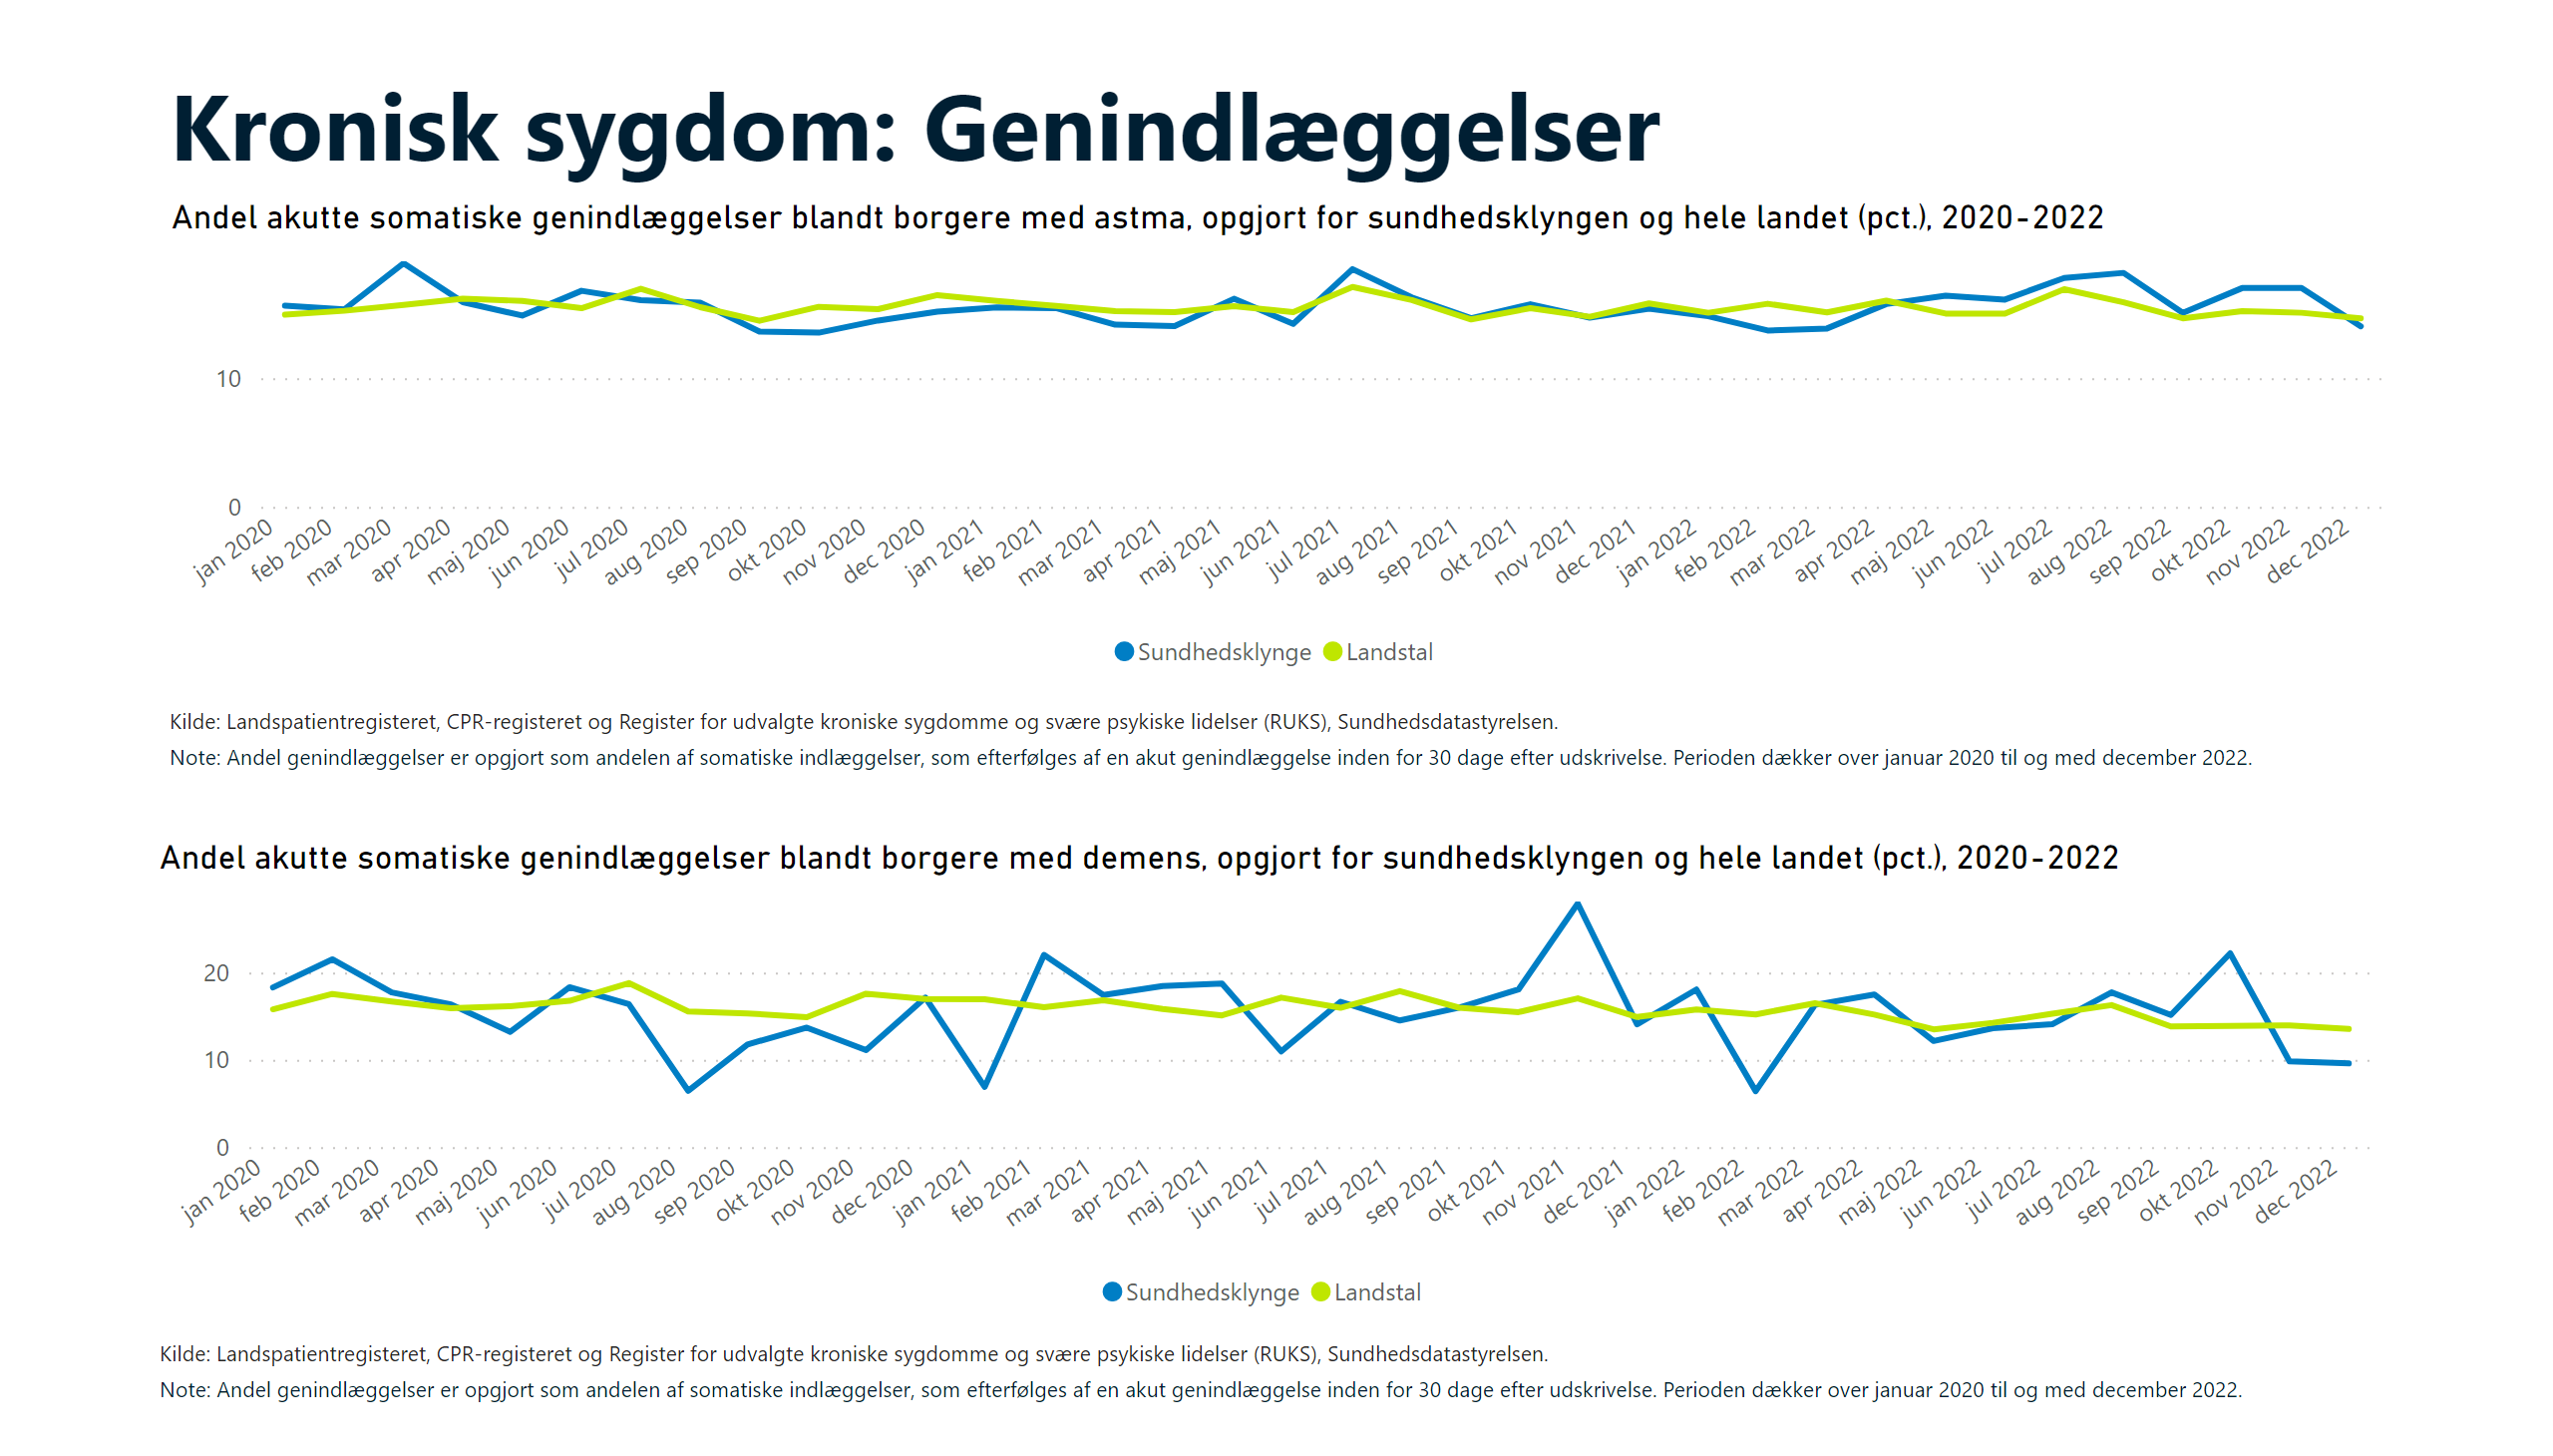 Kronisk sygdom: Genindlæggelser
Andel akutte somatiske genindlæggelser blandt borgere med astma, opgjort for sundhedsklyngen og hele landet (pct.), 2020-2022
10
0
jan 2020 feb 2020 mar 2020 apr 2020 maj 2020 jun 2020 jul 2020 aug 2020 sep 2020 okt 2020 nov 2020 dec 2020 jan 2021 feb 2021 mar 2021 apr 2021 maj 2021 jun 2021 jul 2021 aug 2021 sep 2021 okt 2021 nov 2021 dec 2021 jan 2022 feb 2022 mar 2022 apr 2022 maj 2022 jun 2022 jul 2022 aug 2022 sep 2022 okt 2022 nov 2022 dec 2022
Sundhedsklynge Landstal
Kilde: Landspatientregisteret, CPR-registeret og Register for udvalgte kroniske sygdomme og svære psykiske lidelser (RUKS), Sundhedsdatastyrelsen.
Note: Andel genindlæggelser er opgjort som andelen af somatiske indlæggelser, som efterfølges af en akut genindlæggelse inden for 30 dage efter udskrivelse. Perioden dækker over januar 2020 til og med december 2022.
Andel akutte somatiske genindlæggelser blandt borgere med demens, opgjort for sundhedsklyngen og hele landet (pct.), 2020-2022
20
10
0
jan 2020 feb 2020 mar 2020 apr 2020 maj 2020 jun 2020 jul 2020 aug 2020 sep 2020 okt 2020 nov 2020 dec 2020 jan 2021 feb 2021 mar 2021 apr 2021 maj 2021 jun 2021 jul 2021 aug 2021 sep 2021 okt 2021 nov 2021 dec 2021 jan 2022 feb 2022 mar 2022 apr 2022 maj 2022 jun 2022 jul 2022 aug 2022 sep 2022 okt 2022 nov 2022 dec 2022
Sundhedsklynge Landstal
Kilde: Landspatientregisteret, CPR-registeret og Register for udvalgte kroniske sygdomme og svære psykiske lidelser (RUKS), Sundhedsdatastyrelsen.
Note: Andel genindlæggelser er opgjort som andelen af somatiske indlæggelser, som efterfølges af en akut genindlæggelse inden for 30 dage efter udskrivelse. Perioden dækker over januar 2020 til og med december 2022.